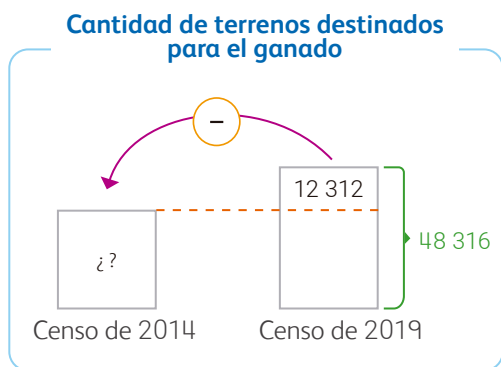 Cantidad de terrenos destinados
para el ganado
–
12 312
¿ ?
48 316
Censo de 2014
Censo de 2019